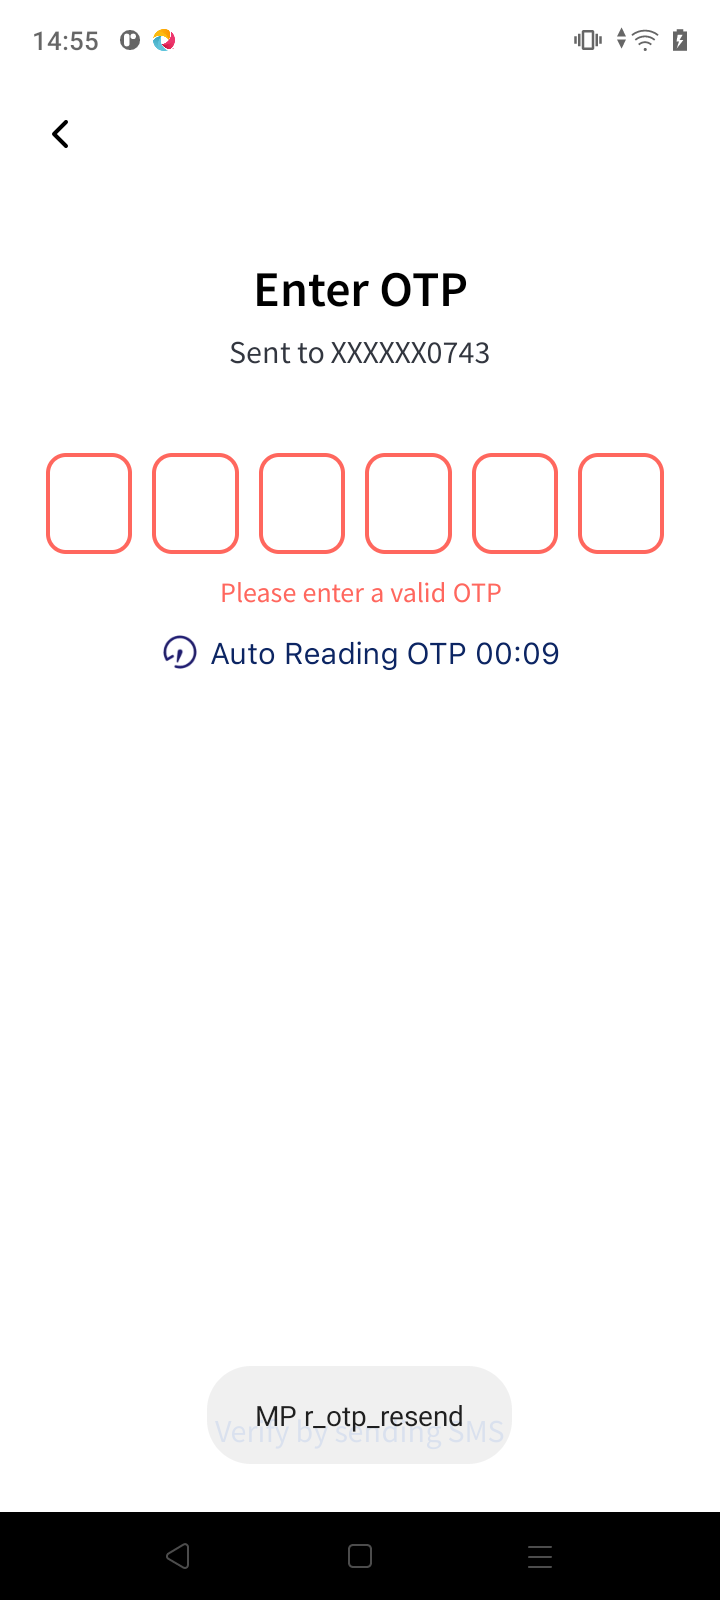 14:55
Enter OTP
Sent to XXXXXX0743
Please enter a valid OTP
Auto Reading OTP 00:09
MP r_otp_resend
Verify by sending SMS